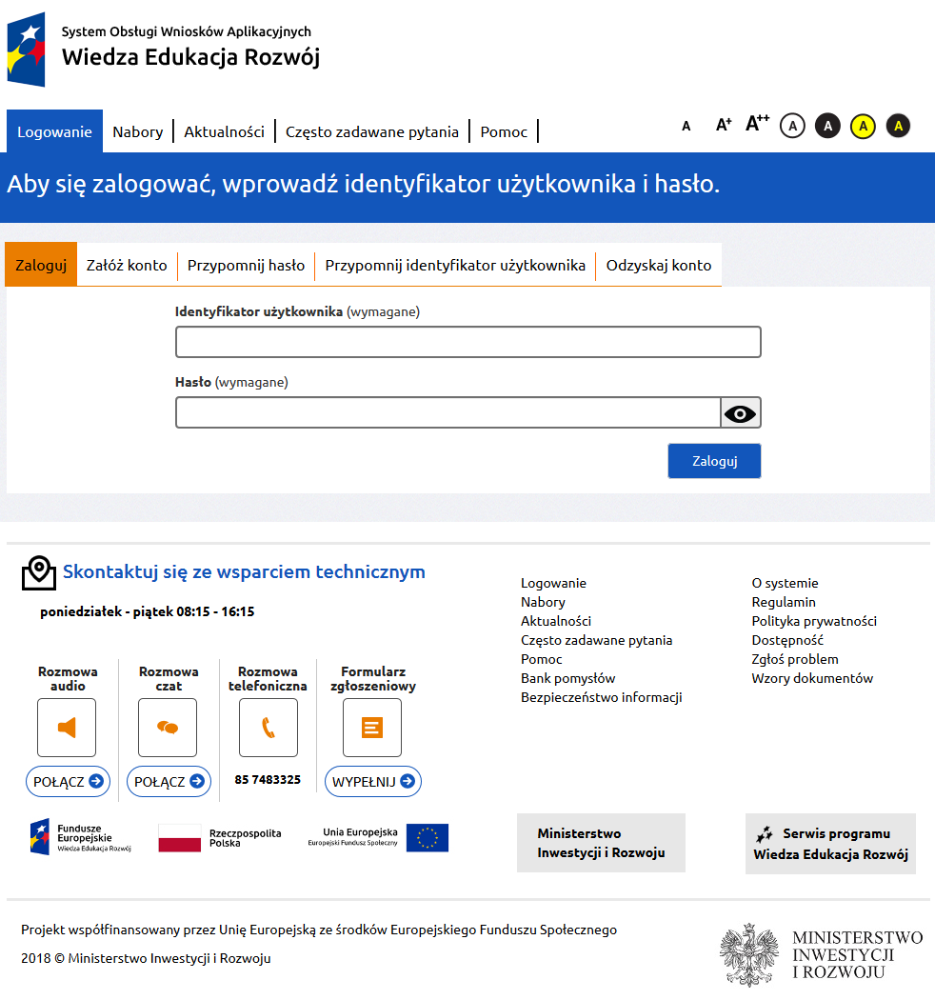 System Obsługi Wniosków Aplikacyjnych
Wiedza Edukacja Rozwój
Logowanie
Nabory
Aktualności
Często zadawane pytania
Pomoc
A
A+
A++
A
A
A
A
Aby się zalogować, wprowadź identyfikator użytkownika i hasło.
Zaloguj
Załóż konto
Przypomnij hasło
Przypomnij identyfikator użytkownika
Odzyskaj konto
Identyfikator użytkownika (wymagane)
Hasło (wymagane)
Zaloguj
Skontaktuj się ze wsparciem technicznym
poniedziałek - piątek 08:15 - 16:15
Rozmowa
audio
POŁĄCZ
Rozmowa
czat
POŁĄCZ
Rozmowa
telefoniczna
85 7483325
Formularz
zgłoszeniowy
WYPEŁNIJ
Logowanie
Nabory
Aktualności
Często zadawane pytania
Pomoc
Bank pomysłów
Bezpieczeństwo informacji
O systemie
Regulamin
Polityka prywatności
Dostępność
Zgłoś problem
Wzory dokumentów
Fundusze
Europejskie
Wiedza Edukacja Rozwój
Rzeczpospolita
Polska
Unia Europejska
Europejski Fundusz Społeczny
Ministerstwo
Inwestycji i Rozwoju
Serwis programu
Wiedza Edukacja Rozwój
Projekt współfinansowany przez Unię Europejską ze środków Europejskiego Funduszu Społecznego
2018 © Ministerstwo Inwestycji i Rozwoju
MINISTERSTWO
INWESTYCJI
I ROZWOJU